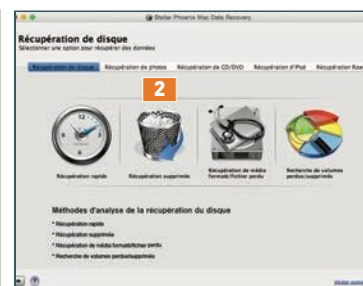 Stellar Phoenix Mac Data Recovery
Récupération de disque
Sélectionner une option pour récupérer des données
Récupération de disque Récupération de photos Récupération de CD/DVD Récupération d'iPod Récupération Raw
2
Récupération rapide
Récupération supprimée
Récupération de média
formaté/fichier perdu
Recherche de volumes
perdus/supprimés
Méthodes d'analyse de la récupération du disque
* Récupération rapide
* Récupération supprimée
* Récupération de média formaté/fichier perdu
* Recherche de volumes perdus/supprimés
?